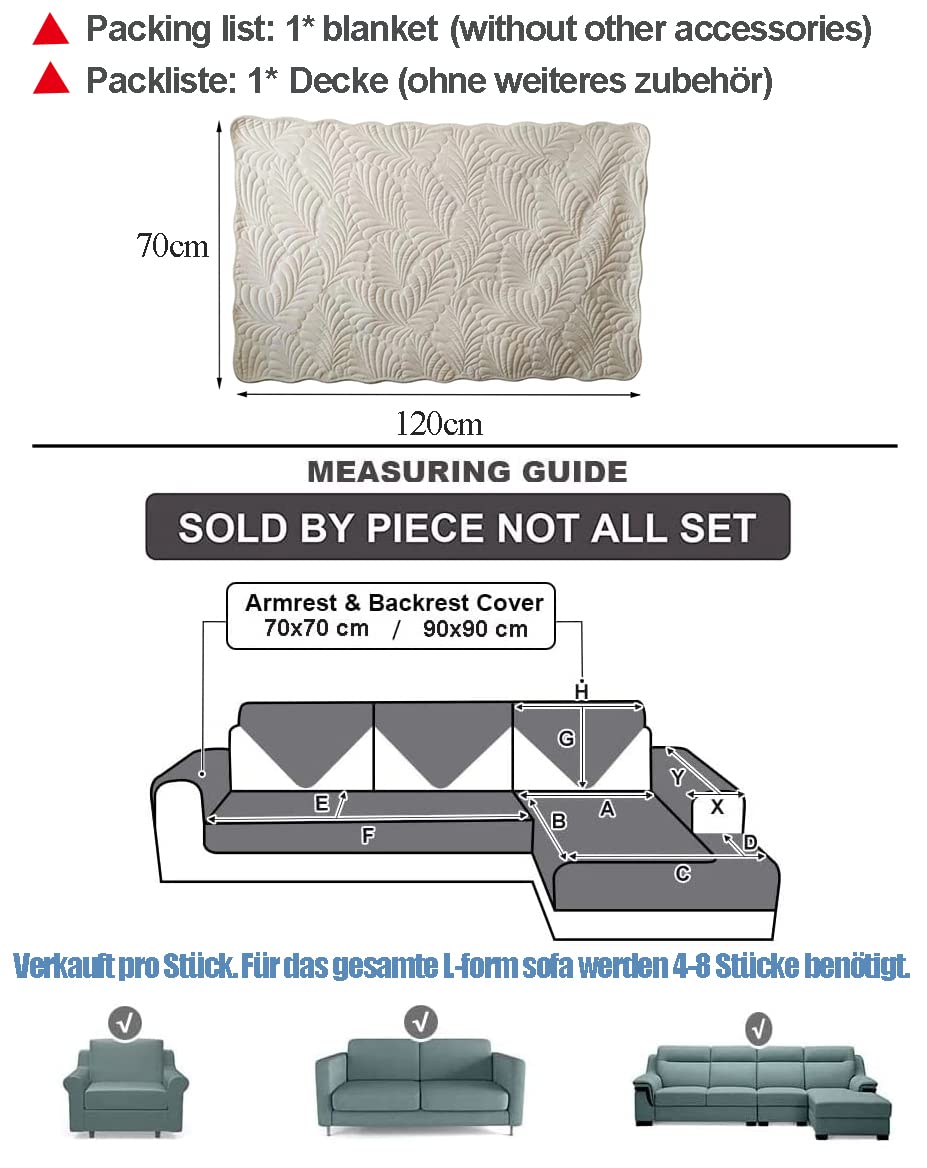 Packing list: 1* blanket (without other accessories)
Packliste: 1* Decke (ohne weiteres zubehör)
70cm
120cm
MEASURING GUIDE
SOLD BY PIECE NOT ALL SET
Armrest & Backrest Cover
70x70 cm / 90x90 cm
H
G
Y
E
A
X
B
F
D
C
Verkauft pro Stück. Für das gesamte L-form sofa werden 4-8 Stücke benötigt.